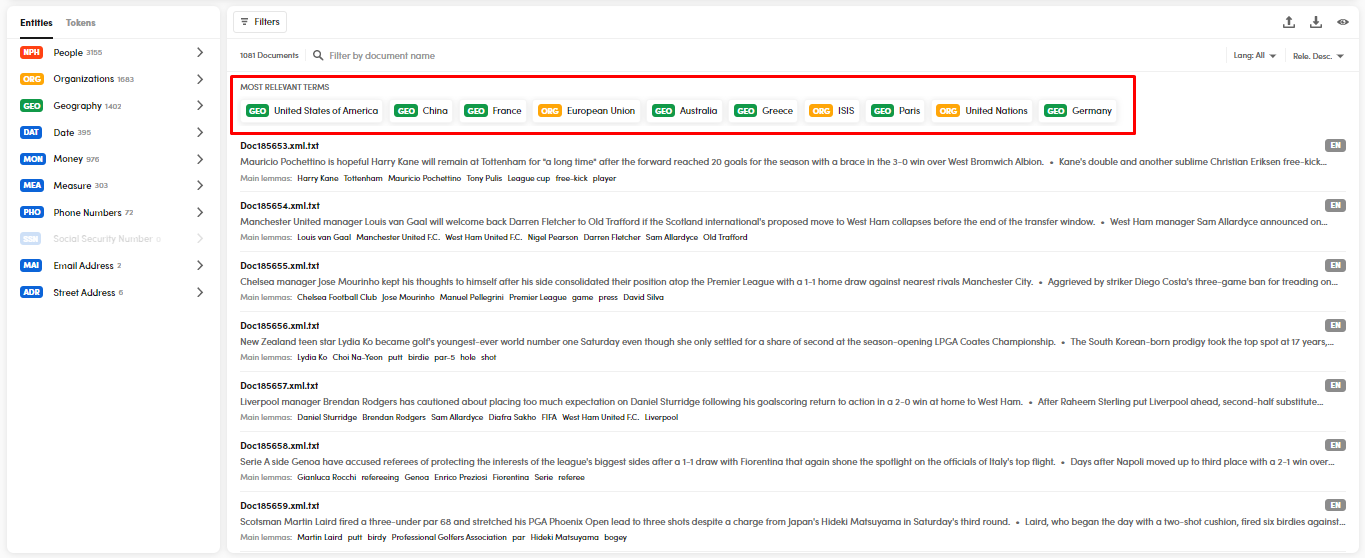 Entities Tokens
NPH People 3155
ORG Organizations 1683
GEO Geography 1402
DAT Date 395
MON Money 976
MEA Measure 303
PHO Phone Numbers 72
SSN Social Security Number 0
MAI Email Address 2
ADR Street Address 6
Filters
1081 Documents Filter by document name Lang: All Rele. Desc.
MOST RELEVANT TERMS
GEO United States of America GEO China GEO France ORG European Union GEO Australia GEO Greece ORG ISIS GEO Paris ORG United Nations GEO Germany
Doc185653.xml.txt EN
Mauricio Pochettino is hopeful Harry Kane will remain at Tottenham for "a long time" after the forward reached 20 goals for the season with a brace in the 3-0 win over West Bromwich Albion. • Kane's double and another sublime Christian Eriksen free-kick...
Main lemmas: Harry Kane Tottenham Mauricio Pochettino Tony Pulis League cup free-kick player
Doc185654.xml.txt EN
Manchester United manager Louis van Gaal will welcome back Darren Fletcher to Old Trafford if the Scotland international's proposed move to West Ham collapses before the end of the transfer window. • West Ham manager Sam Allardyce announced on...
Main lemmas: Louis van Gaal Manchester United F.C. West Ham United F.C. Nigel Pearson Darren Fletcher Sam Allardyce Old Trafford
Doc185655.xml.txt EN
Chelsea manager Jose Mourinho kept his thoughts to himself after his side consolidated their position atop the Premier League with a 1-1 home draw against nearest rivals Manchester City. • Aggrieved by striker Diego Costa's three-game ban for treading on...
Main lemmas: Chelsea Football Club Jose Mourinho Manuel Pellegrini Premier League game press David Silva
Doc185656.xml.txt EN
New Zealand teen star Lydia Ko became golf's youngest-ever world number one Saturday even though she only settled for a share of second at the season-opening LPGA Coates Championship. • The South Korean-born prodigy took the top spot at 17 years,...
Main lemmas: Lydia Ko Choi Na-Yeon putt birdie par-5 hole shot
Doc185657.xml.txt EN
Liverpool manager Brendan Rodgers has cautioned about placing too much expectation on Daniel Sturridge following his goalscoring return to action in a 2-0 win at home to West Ham. • After Raheem Sterling put Liverpool ahead, second-half substitute...
Main lemmas: Daniel Sturridge Brendan Rodgers Sam Allardyce Diafra Sakho FIFA West Ham United F.C. Liverpool
Doc185658.xml.txt EN
Serie A side Genoa have accused referees of protecting the interests of the league's biggest sides after a 1-1 draw with Fiorentina that again shone the spotlight on the officials of Italy's top flight. • Days after Napoli moved up to third place with a 2-1 win over...
Main lemmas: Gianluca Rocchi refereeing Genoa Enrico Preziosi Fiorentina Serie referee
Doc185659.xml.txt EN
Scotsman Martin Laird fired a three-under par 68 and stretched his PGA Phoenix Open lead to three shots despite a charge from Japan's Hideki Matsuyama in Saturday's third round. • Laird, who began the day with a two-shot cushion, fired six birdies against...
Main lemmas: Martin Laird putt birdy Professional Golfers Association par Hideki Matsuyama bogey